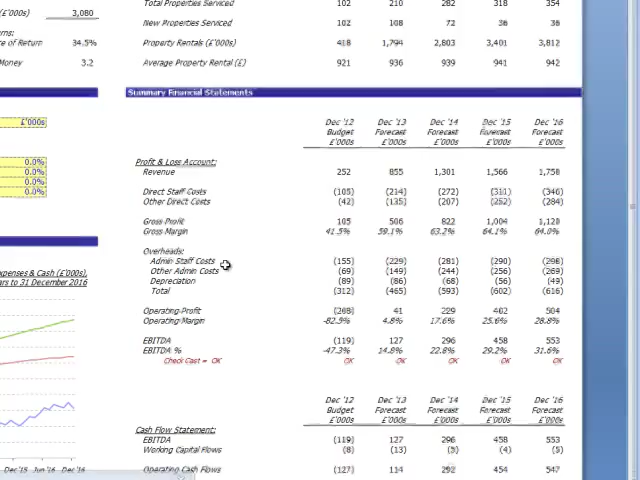 Total Properties Serviced 102 210 282 318 354
(£'000s) 3,080
New Properties Serviced 102 108 72 36 36
rns:
e of Return 34.5%
Property Rentals (£'000s) 418 1,794 2,803 3,401 3,812
Money 3.2
Average Property Rental (£) 921 936 939 941 942
Summary Financial Statements
£'000s
Dec '12 Dec '13 Dec '14 Dec '15 Dec '16
Budget Forecast Forecast Forecast Forecast
£'000s £'000s £'000s £'000s £'000s
Profit & Loss Account:
0.0%
Revenue 252 855 1,301 1,566 1,758
0.0%
0.0%
Direct Staff Costs (105) (214) (272) (311) (346)
0.0%
Other Direct Costs (42) (135) (207) (252) (284)
Gross Profit 105 506 822 1,004 1,128
Gross Margin 41.5% 59.1% 63.2% 64.1% 64.0%
Overheads:
Admin Staff Costs (155) (229) (281) (290) (298)
Other Admin Costs (69) (149) (244) (256) (269)
xpenses & Cash (£'000s),
Depreciation (89) (86) (68) (56) (49)
ars to 31 December 2016
Total (312) (465) (593) (602) (616)
Operating Profit (208) 41 229 402 504
Operating Margin -82.5% 4.8% 17.6% 25.6% 28.8%
EBITDA (119) 127 296 458 553
EBITDA % -47.3% 14.8% 22.8% 29.2% 31.6%
Check Cast = OK OK OK OK OK OK
Dec '12 Dec '13 Dec '14 Dec '15 Dec '16
Budget Forecast Forecast Forecast Forecast
£'000s £'000s £'000s £'000s £'000s
Cash Flow Statement:
EBITDA (119) 127 296 458 553
Working Capital Flows (8) (13) (3) (4) (5)
Operating Cash Flows (127) 114 292 454 547
Dec'15 Jun'16 Dec'16